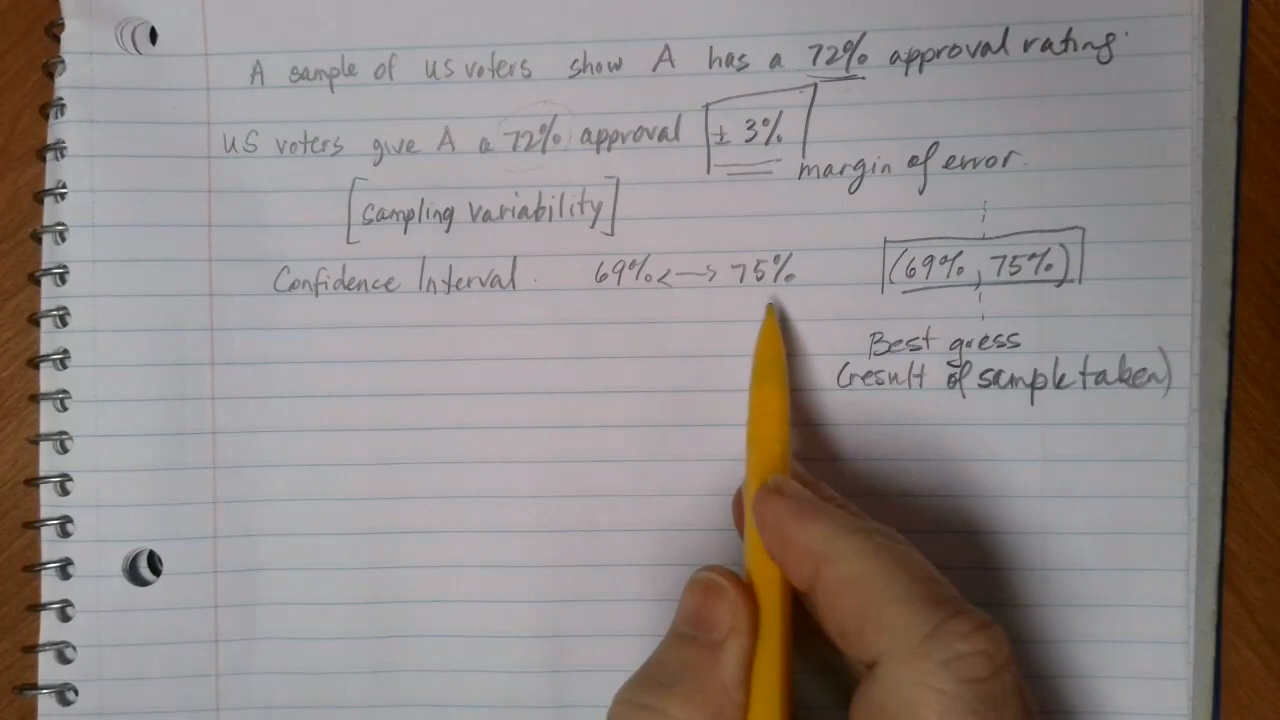 A sample of US voters show A has a 72% approval rating.
US voters give A a 72% approval ± 3%
margin of error.
[Sampling variability]
Confidence Interval. 69% <—> 75% (69%, 75%)
Best guess
(result of sample taken)